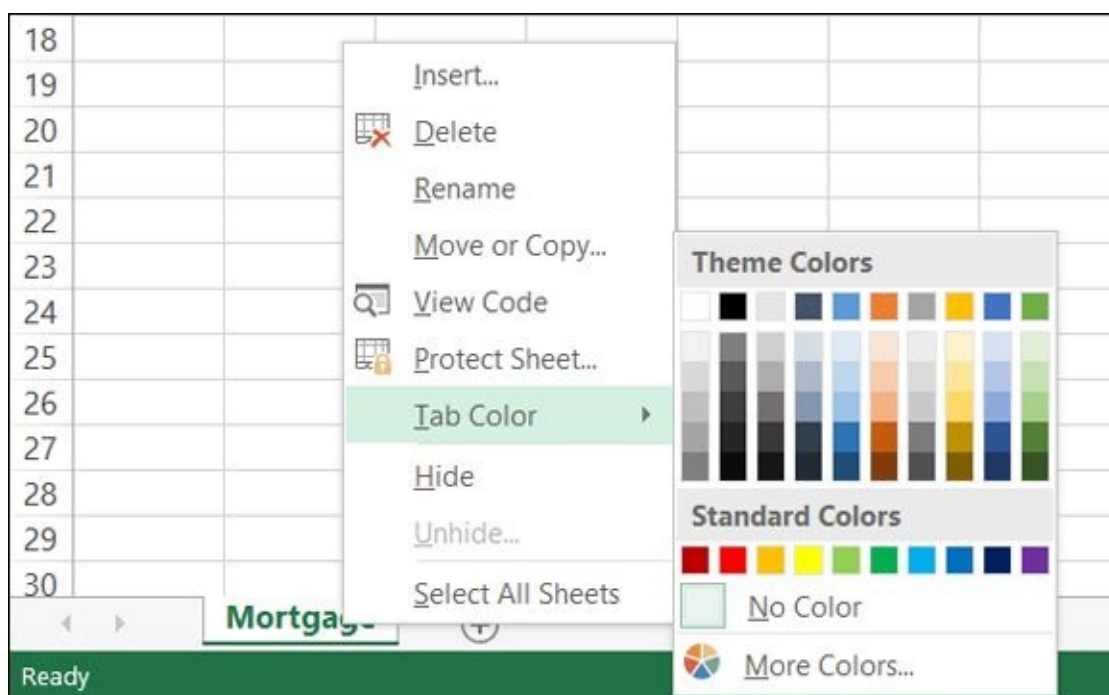 18
19
20
21
22
23
24
25
26
27
28
29
30
Insert...
Delete
Rename
Move or Copy...
View Code
Protect Sheet...
Tab Color
Hide
Unhide...
Select All Sheets
Theme Colors
Standard Colors
No Color
More Colors...
Mortgage
Ready